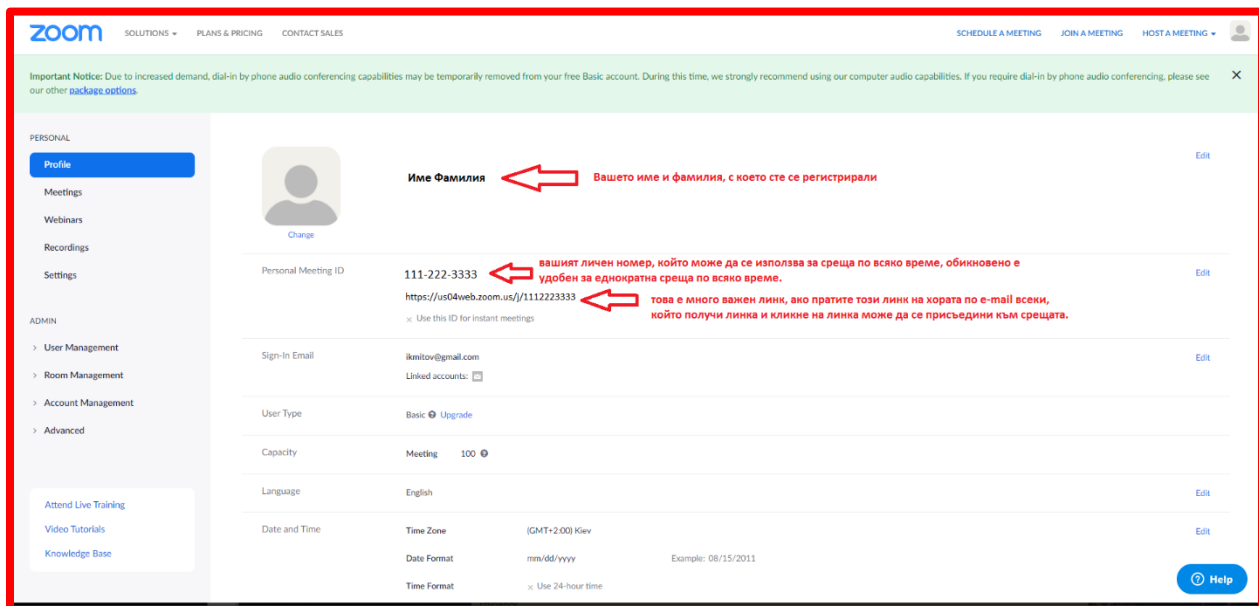 zoom SOLUTIONS PLANS & PRICING CONTACT SALES SCHEDULE A MEETING JOIN A MEETING HOST A MEETING
Important Notice: Due to increased demand, dial-in by phone audio conferencing capabilities may be temporarily removed from your free Basic account. During this time, we strongly recommend using our computer audio capabilities. If you require dial-in by phone audio conferencing, please see
our other package options.
PERSONAL
Profile
Meetings
Webinars
Recordings
Settings
ADMIN
> User Management
> Room Management
> Account Management
> Advanced
Attend Live Training
Video Tutorials
Knowledge Base
Change
Име Фамилия
Вашето име и фамилия, с което сте се регистрирали
Edit
Personal Meeting ID
111-222-3333
вашият личен номер, който може да се използва за среща по всяко време, обикновено е
удобен за еднократна среща по всяко време.
Edit
https://us04web.zoom.us/j/1112223333
това е много важен линк, ако пратите този линк на хората по e-mail всеки,
който получи линка и кликне на линка може да се присъедини към срещата.
× Use this ID for instant meetings
Sign-In Email
ikmitov@gmail.com
Edit
Linked accounts:
User Type
Basic Upgrade
Capacity
Meeting 100
Language
English
Edit
Date and Time
Time Zone (GMT+2:00) Kiev
Edit
Date Format mm/dd/yyyy Example: 08/15/2011
Time Format × Use 24-hour time
Help